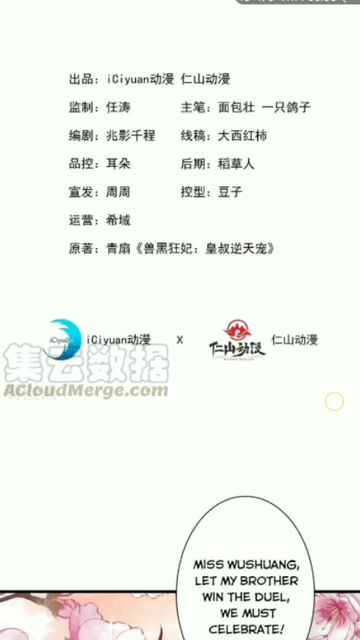 出品：iCiyuan动漫 仁山动漫
监制：任涛 主笔：面包壮 一只鸽子
编剧：兆影千程 线稿：大西红柿
品控：耳朵 后期：稻草人
宣发：周周 控型：豆子
运营：希域
原著：青扇《兽黑狂妃：皇叔逆天宠》
iCiyuan动漫 X 仁山动漫 仁山动漫
集云数据
ACloudMerge.com
MISS WUSHUANG,
LET MY BROTHER
WIN THE DUEL,
WE MUST
CELEBRATE!